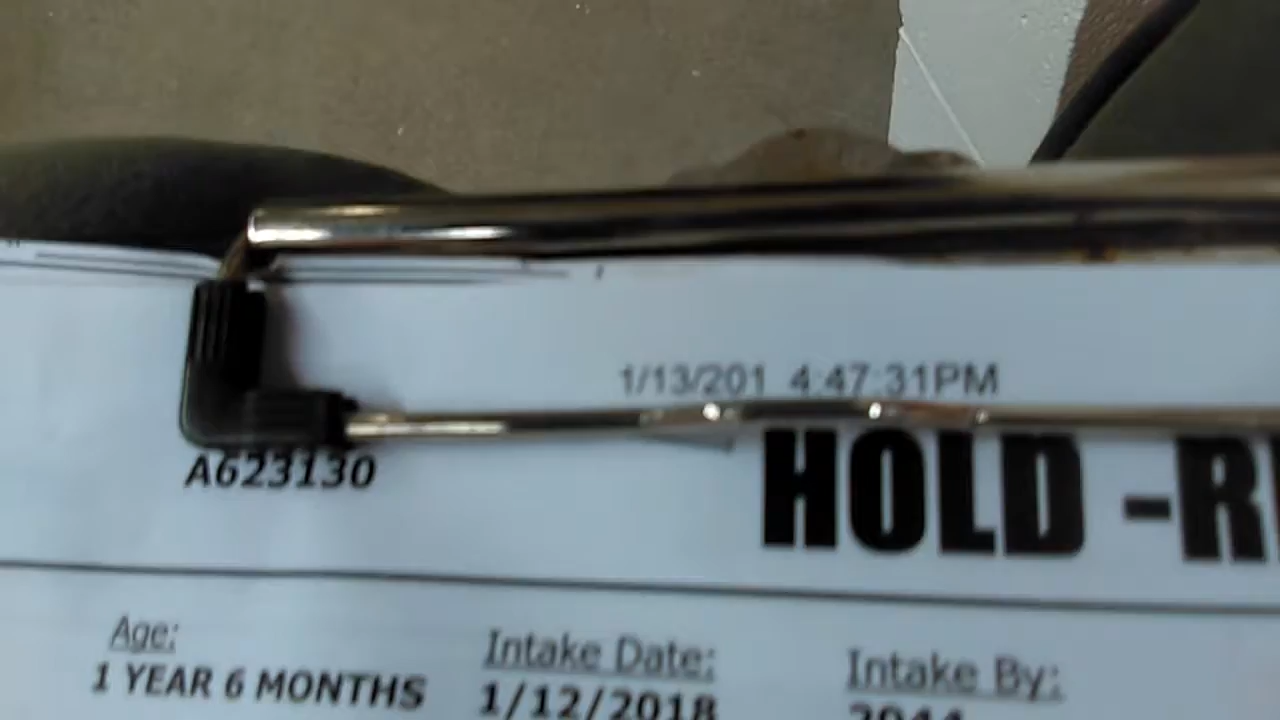 1/13/201 4:47:31PM
A623130
HOLD -R
Age:
Intake Date:
Intake By:
1 YEAR 6 MONTHS
1/12/2018